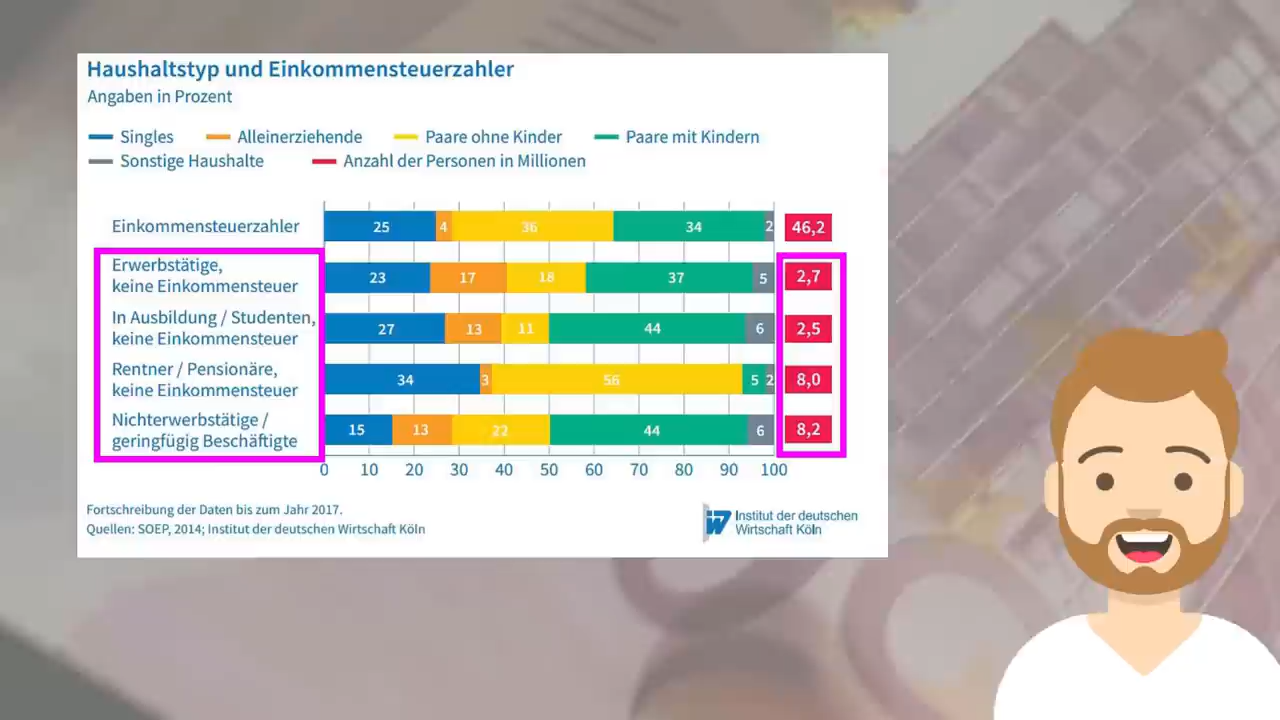 Haushaltstyp und Einkommensteuerzahler
Angaben in Prozent
Singles Alleinerziehende Paare ohne Kinder Paare mit Kindern
Sonstige Haushalte Anzahl der Personen in Millionen
Einkommensteuerzahler 25 4 36 34 2 46,2
Erwerbstätige,
keine Einkommensteuer 23 17 18 37 5 2,7
In Ausbildung / Studenten,
keine Einkommensteuer 27 13 11 44 6 2,5
Rentner / Pensionäre,
keine Einkommensteuer 34 3 56 5 2 8,0
Nichterwerbstätige /
geringfügig Beschäftigte 15 13 22 44 6 8,2
0 10 20 30 40 50 60 70 80 90 100
Fortschreibung der Daten bis zum Jahr 2017.
Quellen: SOEP, 2014; Institut der deutschen Wirtschaft Köln
iW Institut der deutschen
Wirtschaft Köln